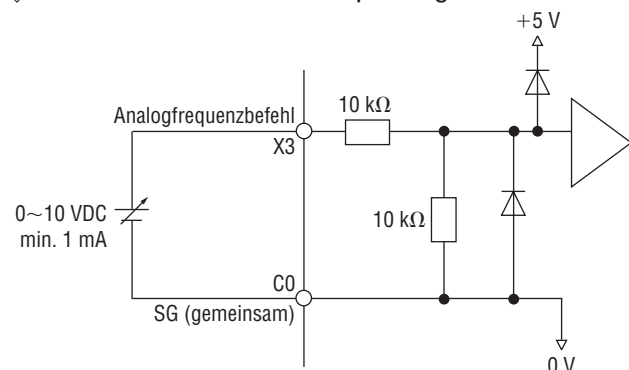 +5 V
Analogfrequenzbefehl
10 kΩ
X3
0~10 VDC
min. 1 mA
10 kΩ
C0
SG (gemeinsam)
0 V